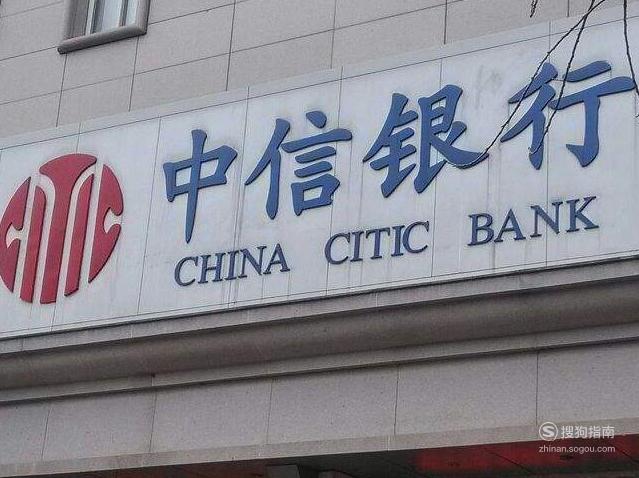 中信银行
CHINA CITIC BANK
CITIC
搜狗指南
zhinan.sogou.com